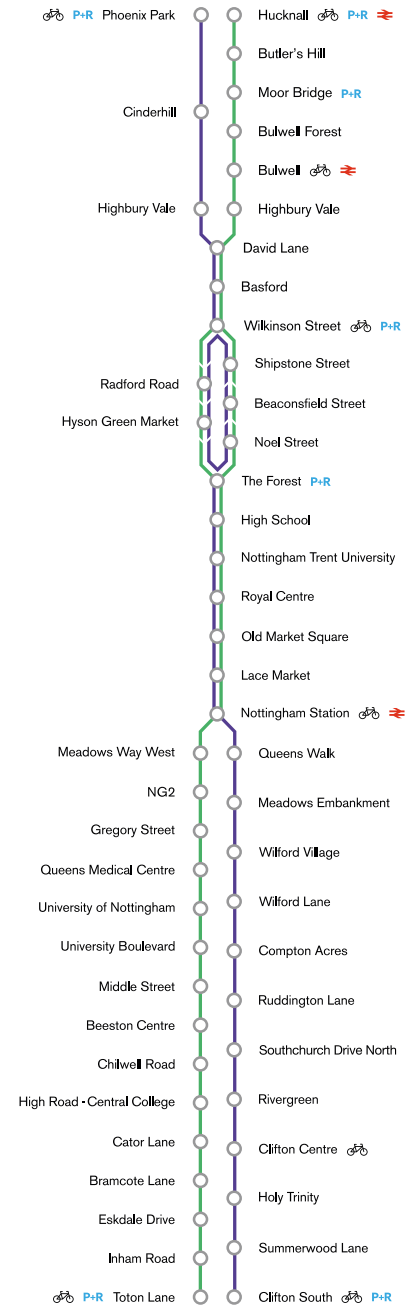 P+R Phoenix Park
Hucknall P+R
Butler's Hill
Moor Bridge P+R
Cinderhill
Bulwell Forest
Bulwell
Highbury Vale
Highbury Vale
David Lane
Basford
Wilkinson Street P+R
Shipstone Street
Radford Road
Beaconsfield Street
Hyson Green Market
Noel Street
The Forest P+R
High School
Nottingham Trent University
Royal Centre
Old Market Square
Lace Market
Nottingham Station
Meadows Way West
Queens Walk
NG2
Meadows Embankment
Gregory Street
Wilford Village
Queens Medical Centre
Wilford Lane
University of Nottingham
University Boulevard
Compton Acres
Middle Street
Ruddington Lane
Beeston Centre
Southchurch Drive North
Chilwell Road
High Road - Central College
Rivergreen
Cator Lane
Clifton Centre
Bramcote Lane
Holy Trinity
Eskdale Drive
Summerwood Lane
Inham Road
P+R Toton Lane
Clifton South P+R